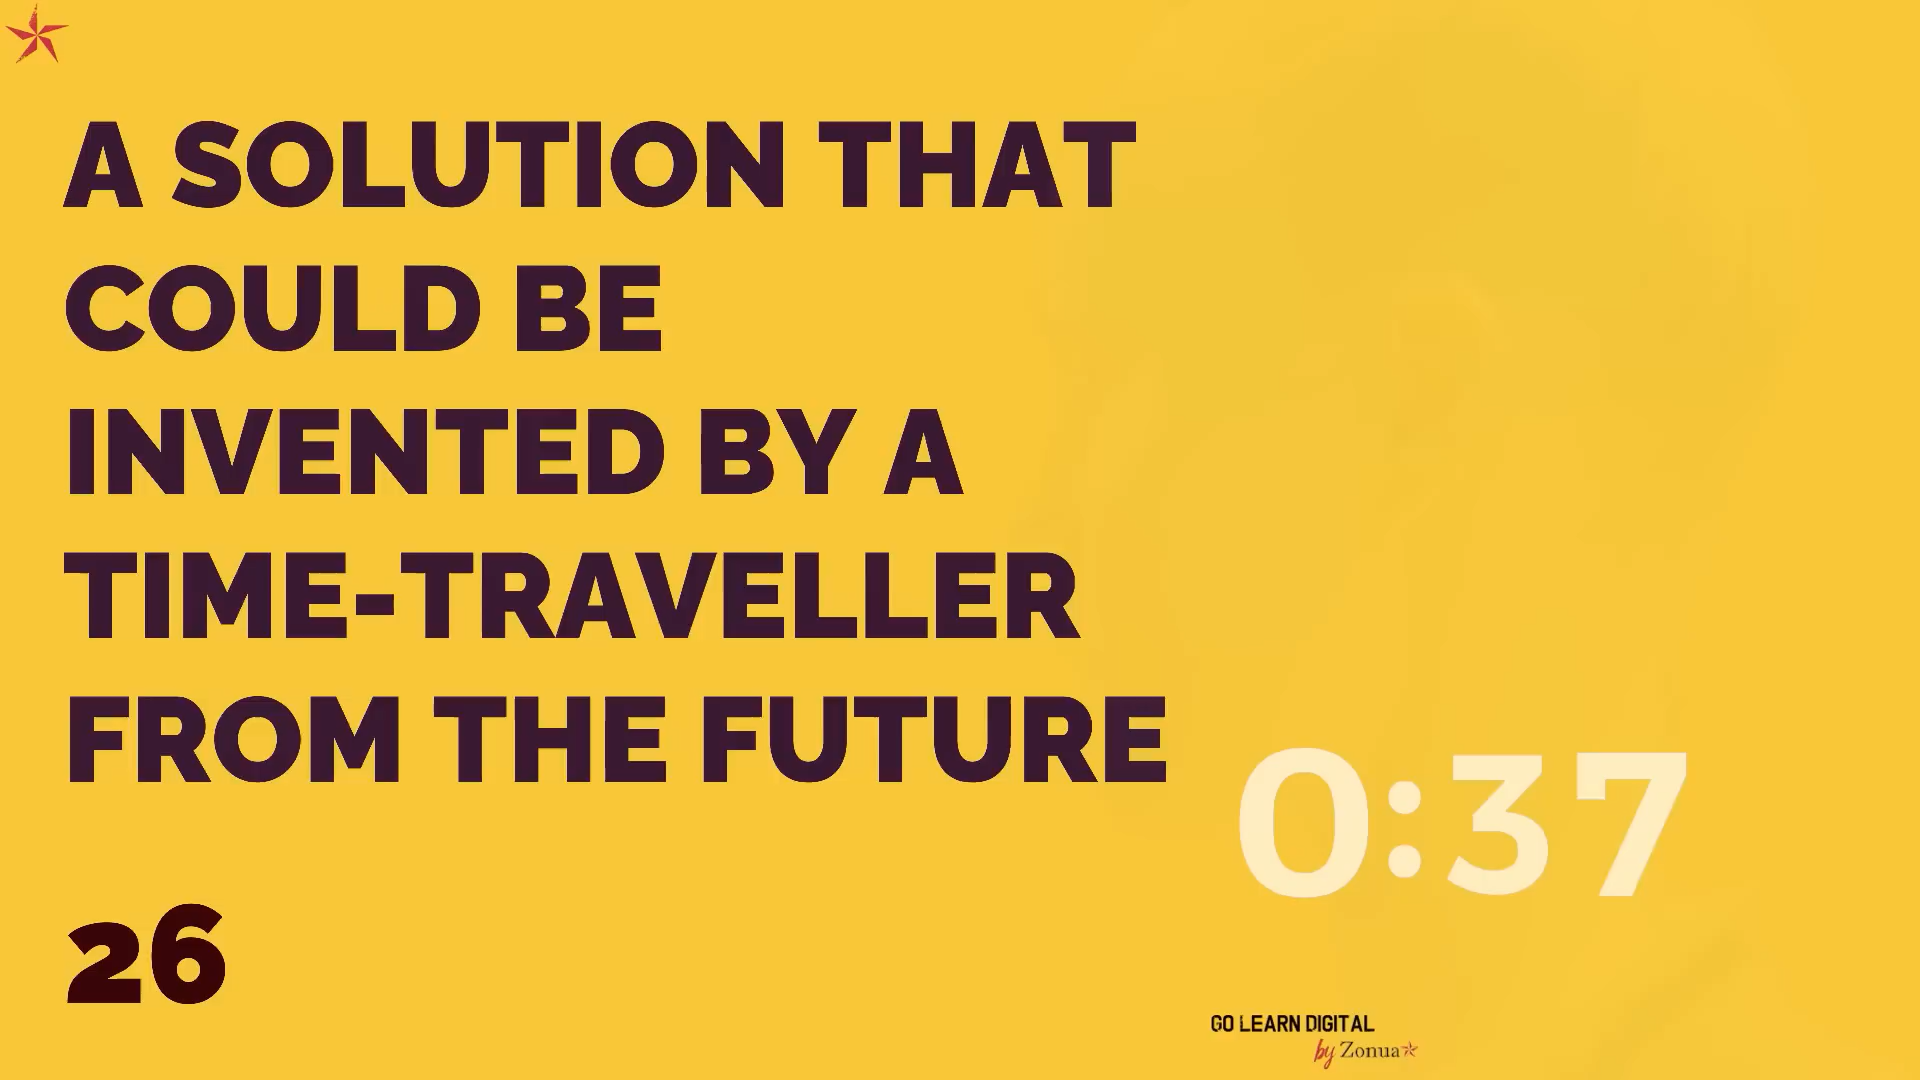 A SOLUTION THAT
COULD BE
INVENTED BY A
TIME-TRAVELLER
FROM THE FUTURE
0:37
26
GO LEARN DIGITAL
by Zonua